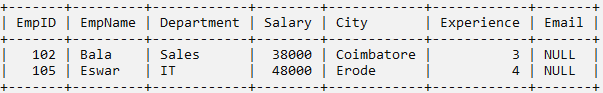 +-------+---------+------------+--------+------------+------------+-------+
| EmpID | EmpName | Department | Salary | City       | Experience | Email |
+-------+---------+------------+--------+------------+------------+-------+
|   102 | Bala    | Sales      |  38000 | Coimbatore |          3 | NULL  |
|   105 | Eswar   | IT         |  48000 | Erode      |          4 | NULL  |
+-------+---------+------------+--------+------------+------------+-------+